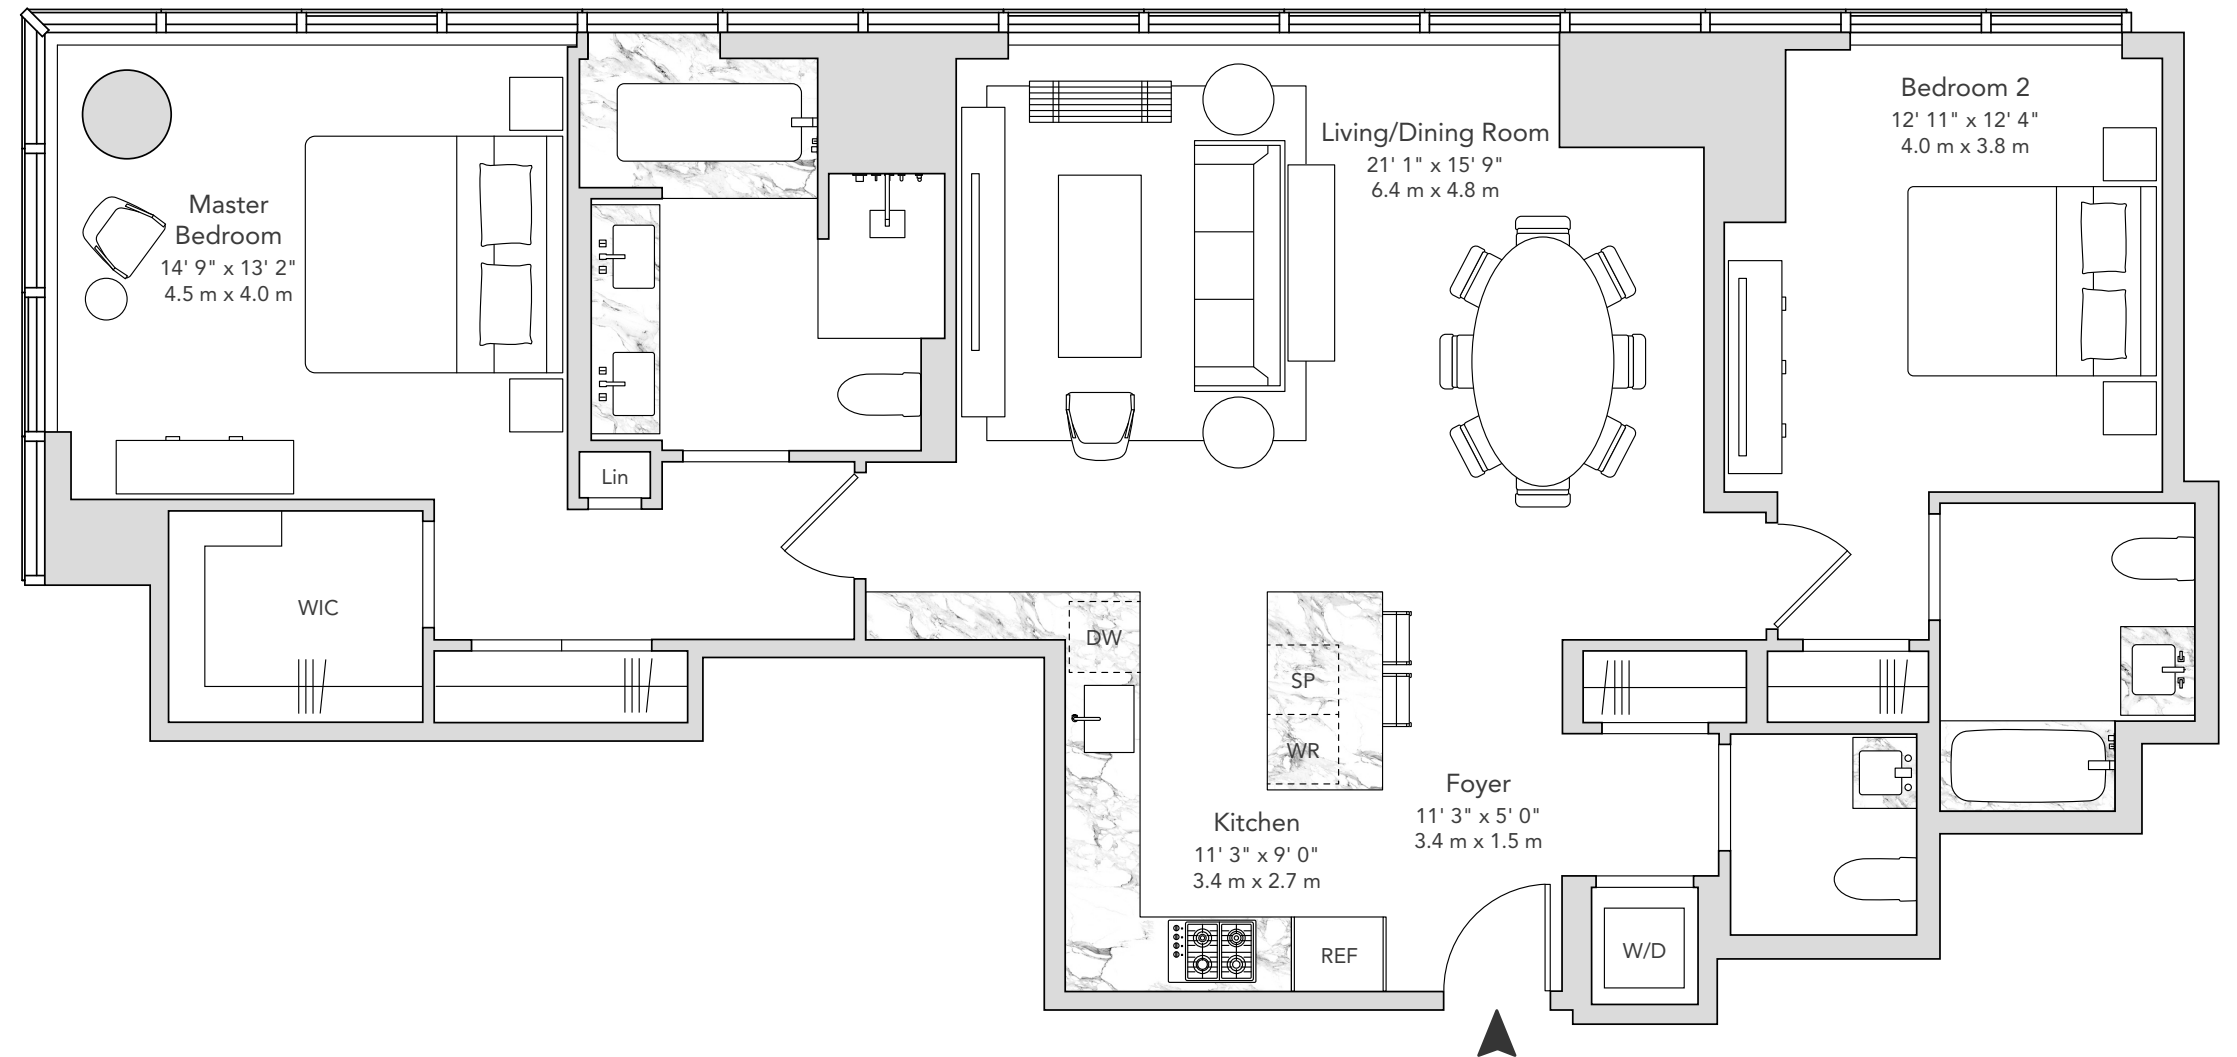 Master
Bedroom
14' 9" x 13' 2"
4.5 m x 4.0 m
Living/Dining Room
21' 1" x 15' 9"
6.4 m x 4.8 m
Bedroom 2
12' 11" x 12' 4"
4.0 m x 3.8 m
Lin
WIC
DW
SP
WR
Kitchen
11' 3" x 9' 0"
3.4 m x 2.7 m
Foyer
11' 3" x 5' 0"
3.4 m x 1.5 m
REF
W/D